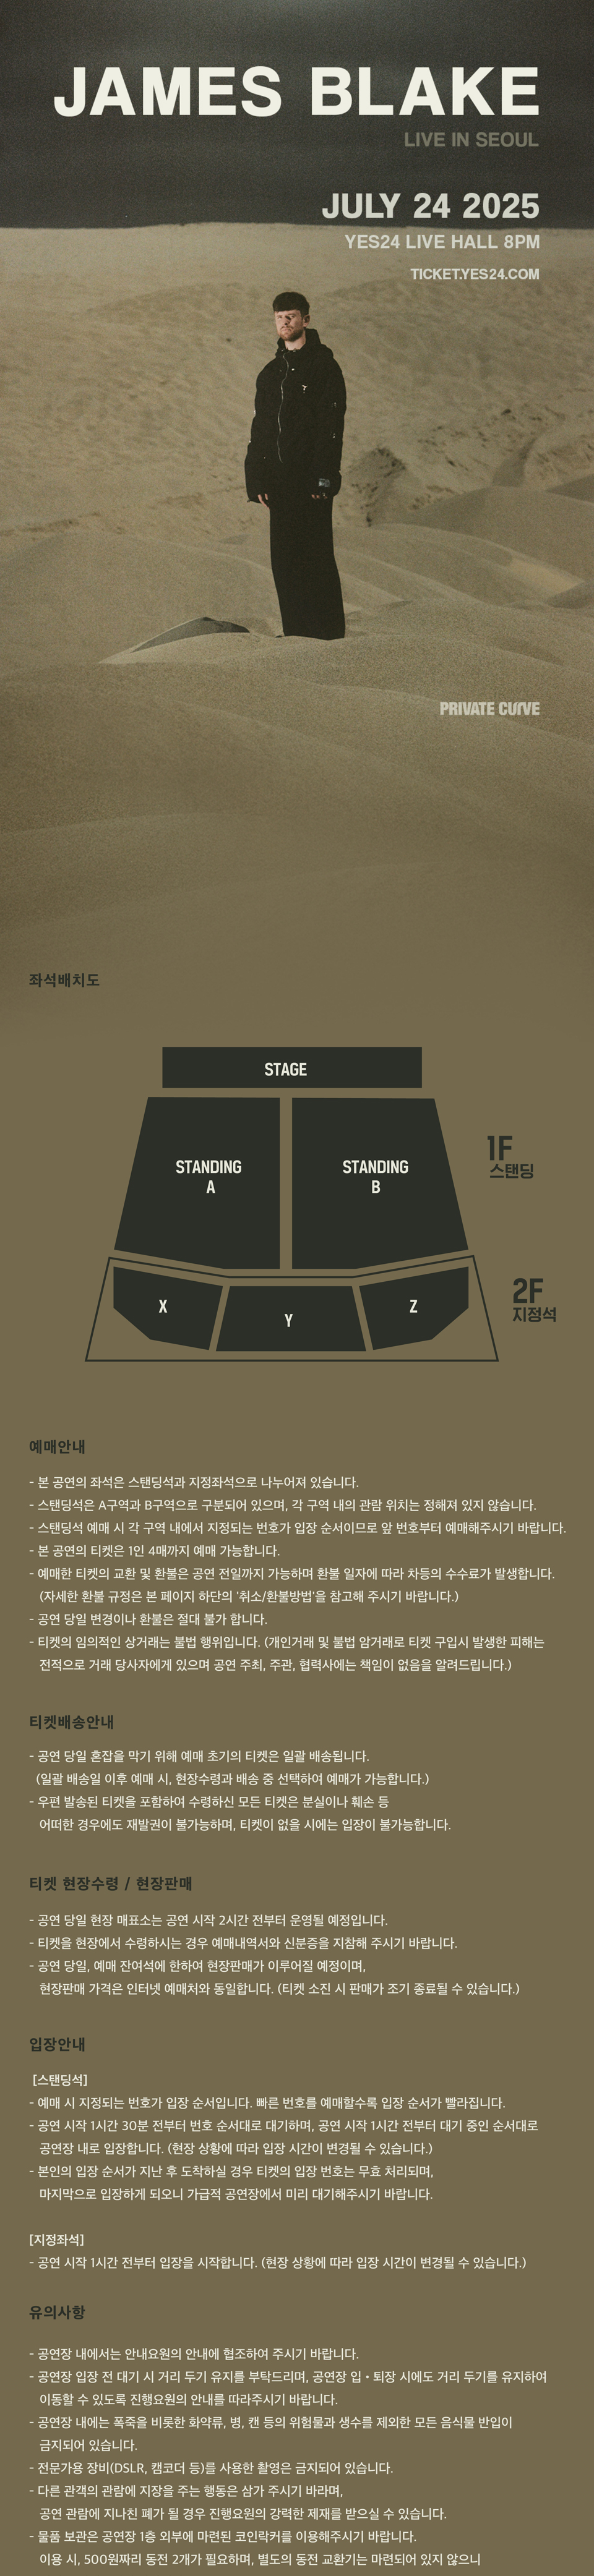 JAMES BLAKE
LIVE IN SEOUL
JULY 24 2025
YES24 LIVE HALL 8PM
TICKET.YES24.COM
PRIVATE CURVE
좌석배치도
STAGE
STANDING
A
STANDING
B
1F
스탠딩
X
Y
Z
2F
지정석
예매안내
- 본 공연의 좌석은 스탠딩석과 지정좌석으로 나누어져 있습니다.
- 스탠딩석은 A구역과 B구역으로 구분되어 있으며, 각 구역 내의 관람 위치는 정해져 있지 않습니다.
- 스탠딩석 예매 시 각 구역 내에서 지정되는 번호가 입장 순서이므로 앞 번호부터 예매해주시기 바랍니다.
- 본 공연의 티켓은 1인 4매까지 예매 가능합니다.
- 예매한 티켓의 교환 및 환불은 공연 전일까지 가능하며 환불 일자에 따라 차등의 수수료가 발생합니다.
(자세한 환불 규정은 본 페이지 하단의 '취소/환불방법'을 참고해 주시기 바랍니다.)
- 공연 당일 변경이나 환불은 절대 불가 합니다.
- 티켓의 임의적인 상거래는 불법 행위입니다. (개인거래 및 불법 암거래로 티켓 구입시 발생한 피해는
전적으로 거래 당사자에게 있으며 공연 주최, 주관, 협력사에는 책임이 없음을 알려드립니다.)
티켓배송안내
- 공연 당일 혼잡을 막기 위해 예매 초기의 티켓은 일괄 배송됩니다.
(일괄 배송일 이후 예매 시, 현장수령과 배송 중 선택하여 예매가 가능합니다.)
- 우편 발송된 티켓을 포함하여 수령하신 모든 티켓은 분실이나 훼손 등
어떠한 경우에도 재발권이 불가능하며, 티켓이 없을 시에는 입장이 불가능합니다.
티켓 현장수령 / 현장판매
- 공연 당일 현장 매표소는 공연 시작 2시간 전부터 운영될 예정입니다.
- 티켓을 현장에서 수령하시는 경우 예매내역서와 신분증을 지참해 주시기 바랍니다.
- 공연 당일, 예매 잔여석에 한하여 현장판매가 이루어질 예정이며,
현장판매 가격은 인터넷 예매처와 동일합니다. (티켓 소진 시 판매가 조기 종료될 수 있습니다.)
입장안내
[스탠딩석]
- 예매 시 지정되는 번호가 입장 순서입니다. 빠른 번호를 예매할수록 입장 순서가 빨라집니다.
- 공연 시작 1시간 30분 전부터 번호 순서대로 대기하며, 공연 시작 1시간 전부터 대기 중인 순서대로
공연장 내로 입장합니다. (현장 상황에 따라 입장 시간이 변경될 수 있습니다.)
- 본인의 입장 순서가 지난 후 도착하실 경우 티켓의 입장 번호는 무효 처리되며,
마지막으로 입장하게 되오니 가급적 공연장에서 미리 대기해주시기 바랍니다.
[지정좌석]
- 공연 시작 1시간 전부터 입장을 시작합니다. (현장 상황에 따라 입장 시간이 변경될 수 있습니다.)
유의사항
- 공연장 내에서는 안내요원의 안내에 협조하여 주시기 바랍니다.
- 공연장 입장 전 대기 시 거리 두기 유지를 부탁드리며, 공연장 입・퇴장 시에도 거리 두기를 유지하여
이동할 수 있도록 진행요원의 안내를 따라주시기 바랍니다.
- 공연장 내에는 폭죽을 비롯한 화약류, 병, 캔 등의 위험물과 생수를 제외한 모든 음식물 반입이
금지되어 있습니다.
- 전문가용 장비(DSLR, 캠코더 등)를 사용한 촬영은 금지되어 있습니다.
- 다른 관객의 관람에 지장을 주는 행동은 삼가 주시기 바라며,
공연 관람에 지나친 폐가 될 경우 진행요원의 강력한 제재를 받으실 수 있습니다.
- 물품 보관은 공연장 1층 외부에 마련된 코인락커를 이용해주시기 바랍니다.
이용 시, 500원짜리 동전 2개가 필요하며, 별도의 동전 교환기는 마련되어 있지 않으니